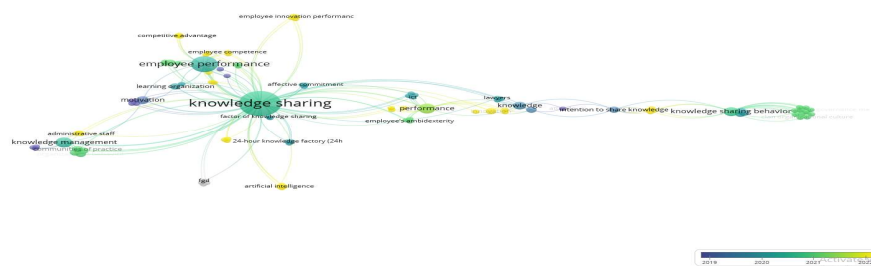 employee innovation performanc
competitive advantage
employee competence
employee performance
learning organization
affective commitment
motivation
knowledge sharing
factor of knowledge sharing
ict
performance
employee's ambidexterity
lawyers
knowledge
intention to share knowledge
knowledge sharing behavior
administrative staff
knowledge management
community of practice
24-hour knowledge factory (24h
fgd
artificial intelligence
2019
2020
2021
2022